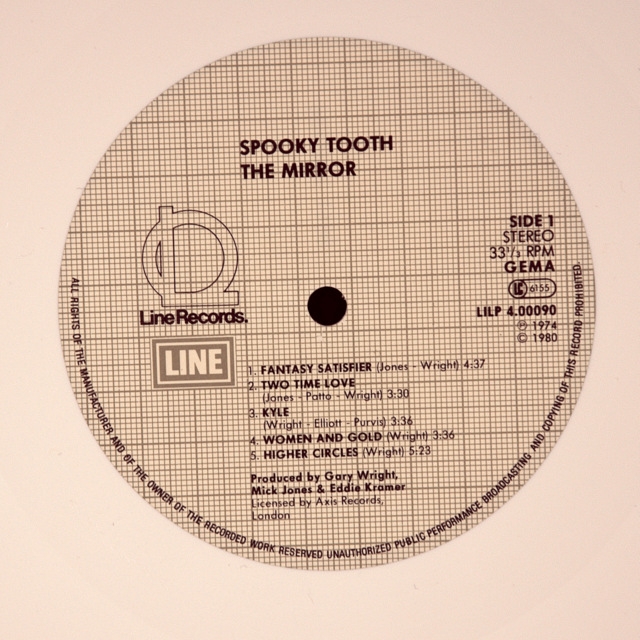 SPOOKY TOOTH
THE MIRROR
SIDE 1
STEREO
33⅓ RPM
GEMA
LC 6155
LILP 4.00090
℗ 1974
© 1980
Line Records.
LINE
1. FANTASY SATISFIER (Jones - Wright) 4:37
2. TWO TIME LOVE
(Jones - Patto - Wright) 3:30
3. KYLE
(Wright - Elliott - Purvis) 3:36
4. WOMEN AND GOLD (Wright) 3:36
5. HIGHER CIRCLES (Wright) 5:23
Produced by Gary Wright,
Mick Jones & Eddie Kramer
Licensed by Axis Records,
London
ALL RIGHTS OF THE MANUFACTURER AND OF THE OWNER OF THE RECORDED WORK RESERVED UNAUTHORIZED PUBLIC PERFORMANCE BROADCASTING AND COPYING OF THIS RECORD PROHIBITED.